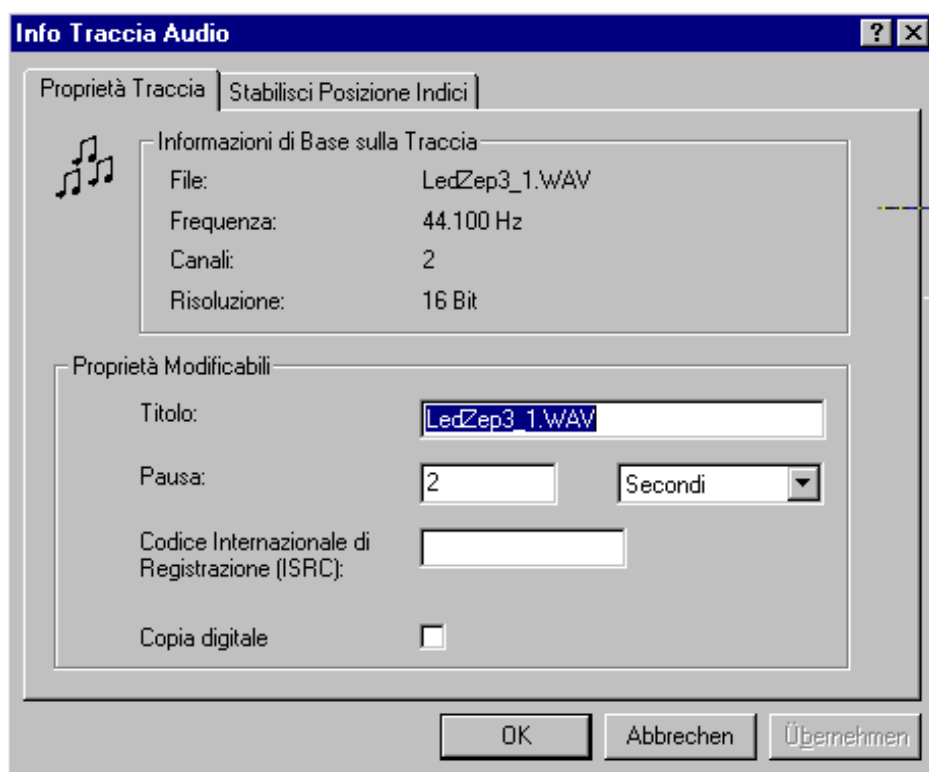 Info Traccia Audio
Proprietà Traccia
Stabilisci Posizione Indici
Informazioni di Base sulla Traccia
File: LedZep3_1.WAV
Frequenza: 44.100 Hz
Canali: 2
Risoluzione: 16 Bit
Proprietà Modificabili
Titolo: LedZep3_1.WAV
Pausa: 2 Secondi
Codice Internazionale di
Registrazione (ISRC):
Copia digitale
OK Abbrechen Übernehmen